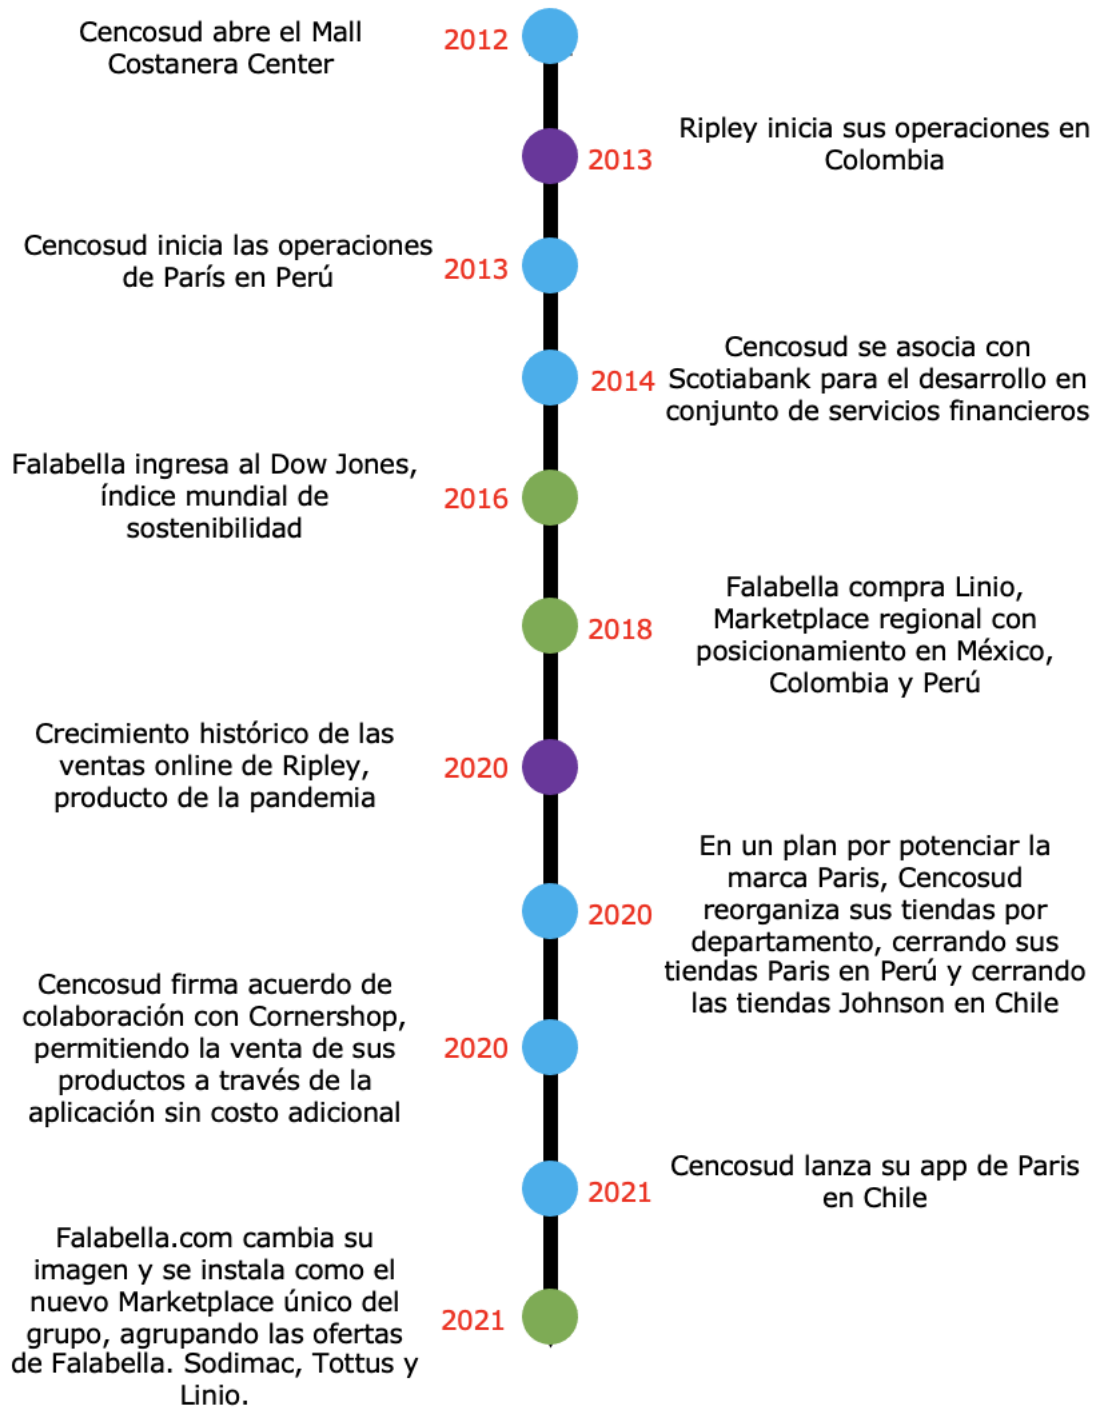 Cencosud abre el Mall
Costanera Center
2012
Ripley inicia sus operaciones en
Colombia
2013
Cencosud inicia las operaciones
de París en Perú
2013
Cencosud se asocia con
Scotiabank para el desarrollo en
conjunto de servicios financieros
2014
Falabella ingresa al Dow Jones,
índice mundial de
sostenibilidad
2016
Falabella compra Linio,
Marketplace regional con
posicionamiento en México,
Colombia y Perú
2018
Crecimiento histórico de las
ventas online de Ripley,
producto de la pandemia
2020
En un plan por potenciar la
marca Paris, Cencosud
reorganiza sus tiendas por
departamento, cerrando sus
tiendas Paris en Perú y cerrando
las tiendas Johnson en Chile
2020
Cencosud firma acuerdo de
colaboración con Cornershop,
permitiendo la venta de sus
productos a través de la
aplicación sin costo adicional
2020
Cencosud lanza su app de Paris
en Chile
2021
Falabella.com cambia su
imagen y se instala como el
nuevo Marketplace único del
grupo, agrupando las ofertas
de Falabella. Sodimac, Tottus y
Linio.
2021